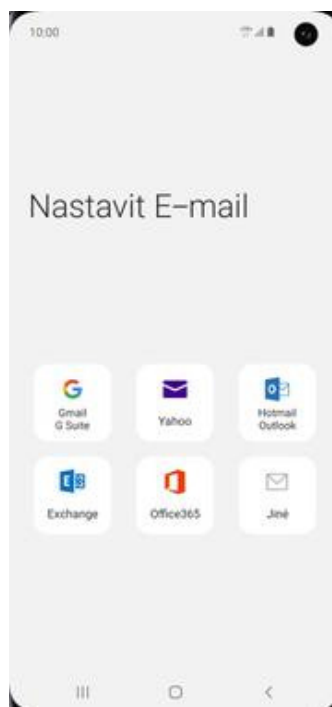 10:00
Nastavit E-mail
Gmail
G Suite
Yahoo
Hotmail
Outlook
Exchange
Office365
Jiné